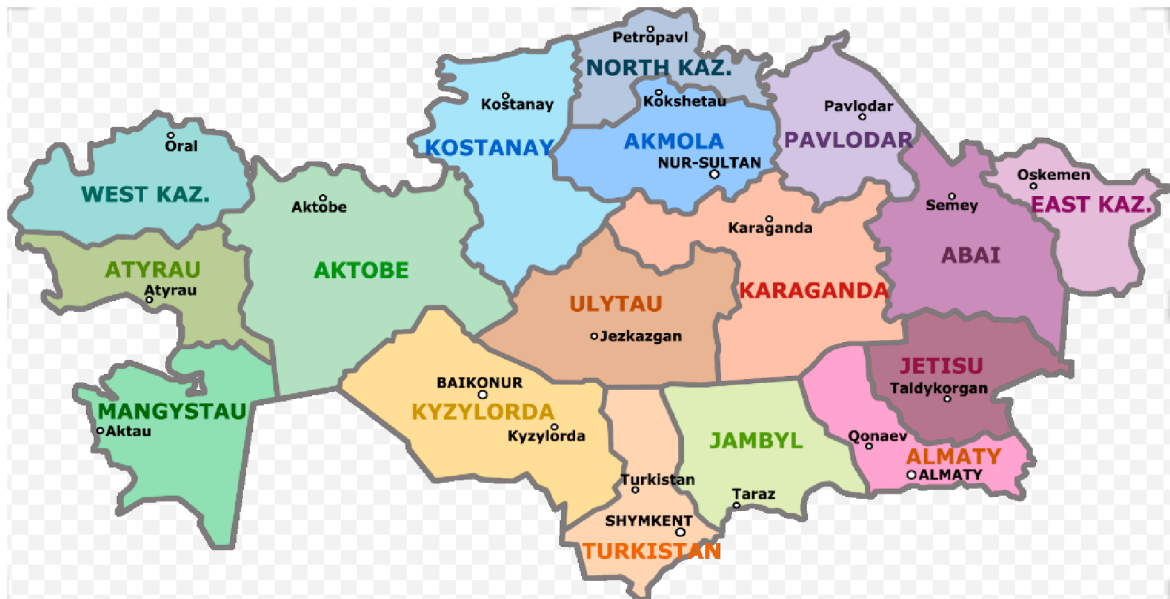 Petropavl
NORTH KAZ.
Kostanay
Kokshetau
Pavlodar
Oral
KOSTANAY
AKMOLA
PAVLODAR
NUR-SULTAN
WEST KAZ.
Oskemen
Aktobe
Semey
EAST KAZ.
Karağanda
ATYRAU
AKTOBE
ABAI
Atyrau
ULYTAU
KARAGANDA
Jezkazgan
JETISU
BAIKONUR
Taldykorgan
MANGYSTAU
KYZYLORDA
Aktau
Kyzylorda
JAMBYL
Qonaev
ALMATY
ALMATY
Turkistan
Taraz
SHYMKENT
TURKISTAN